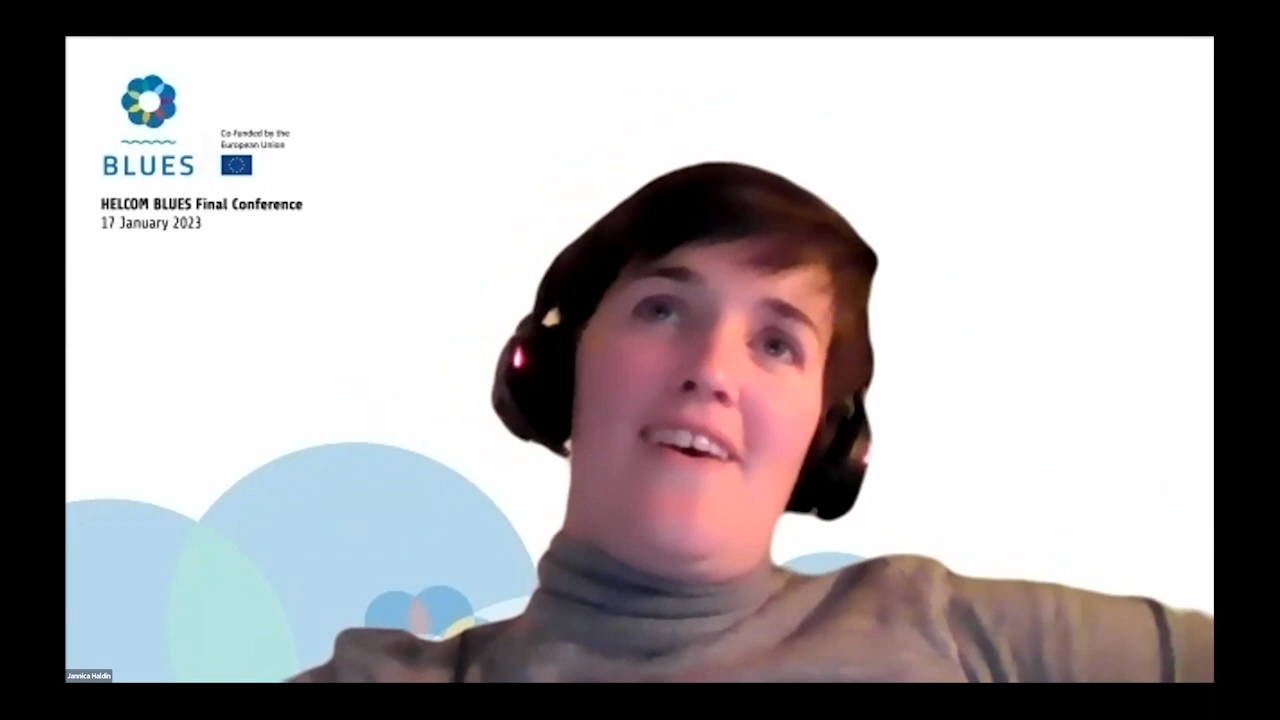 Co-funded by the
European Union
BLUES
HELCOM BLUES Final Conference
17 January 2023
Jannica Haldin